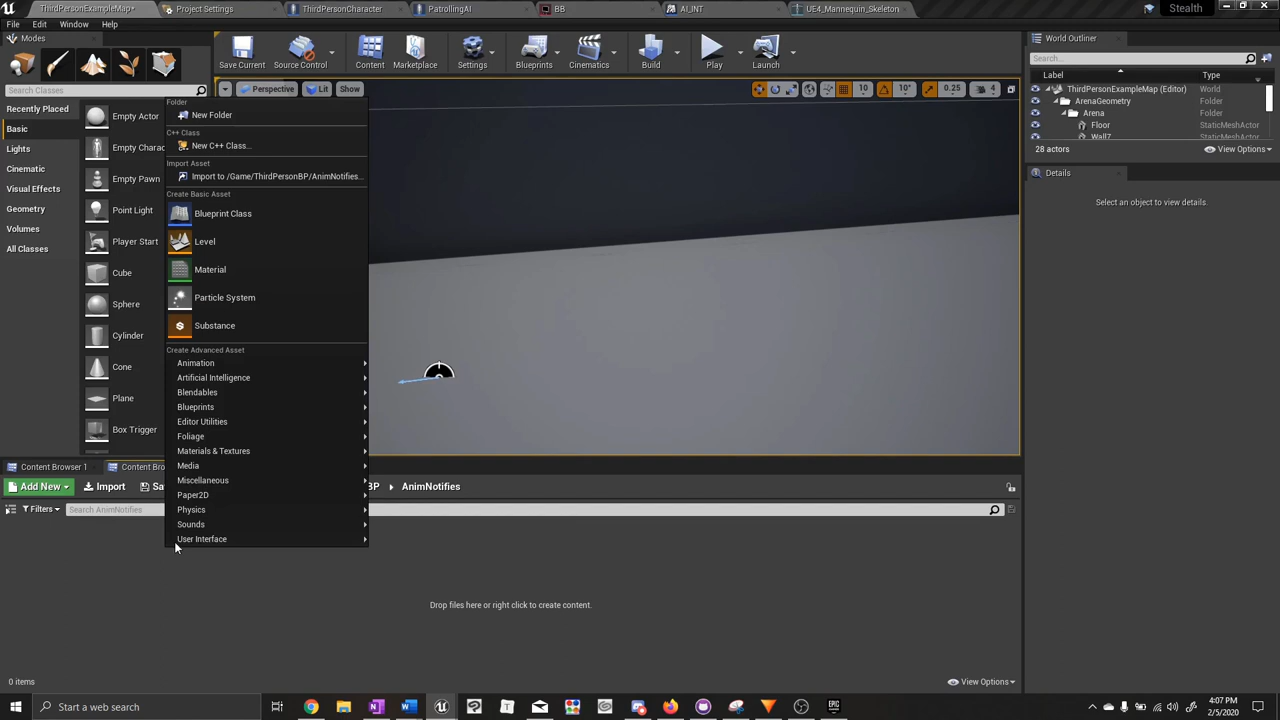 ThirdPersonExampleMap*
Project Settings
ThirdPersonCharacter
PatrollingAI
BB
AI_INT
UE4_Mannequin_Skeleton
Stealth
File Edit Window Help
Modes
Save Current
Source Control
Content
Marketplace
Settings
Blueprints
Cinematics
Build
Play
Launch
World Outliner
Search...
Label Type
ThirdPersonExampleMap (Editor) World
ArenaGeometry Folder
Arena Folder
Floor StaticMeshActor
Wall7 StaticMeshActor
28 actors
View Options
Details
Select an object to view details.
Search Classes
Recently Placed
Basic
Lights
Cinematic
Visual Effects
Geometry
Volumes
All Classes
Empty Actor
Empty Charac
Empty Pawn
Point Light
Player Start
Cube
Sphere
Cylinder
Cone
Plane
Box Trigger
Perspective
Lit
Show
10
10°
0.25
4
Folder
New Folder
C++ Class
New C++ Class...
Import Asset
Import to /Game/ThirdPersonBP/AnimNotifies...
Create Basic Asset
Blueprint Class
Level
Material
Particle System
Substance
Create Advanced Asset
Animation
Artificial Intelligence
Blendables
Blueprints
Editor Utilities
Foliage
Materials & Textures
Media
Miscellaneous
Paper2D
Physics
Sounds
User Interface
Content Browser 1
Content Bro
Add New
Import
Sa
BP
AnimNotifies
Filters
Search AnimNotifies
Drop files here or right click to create content.
0 items
View Options
Start a web search
4:07 PM
2/5/2020